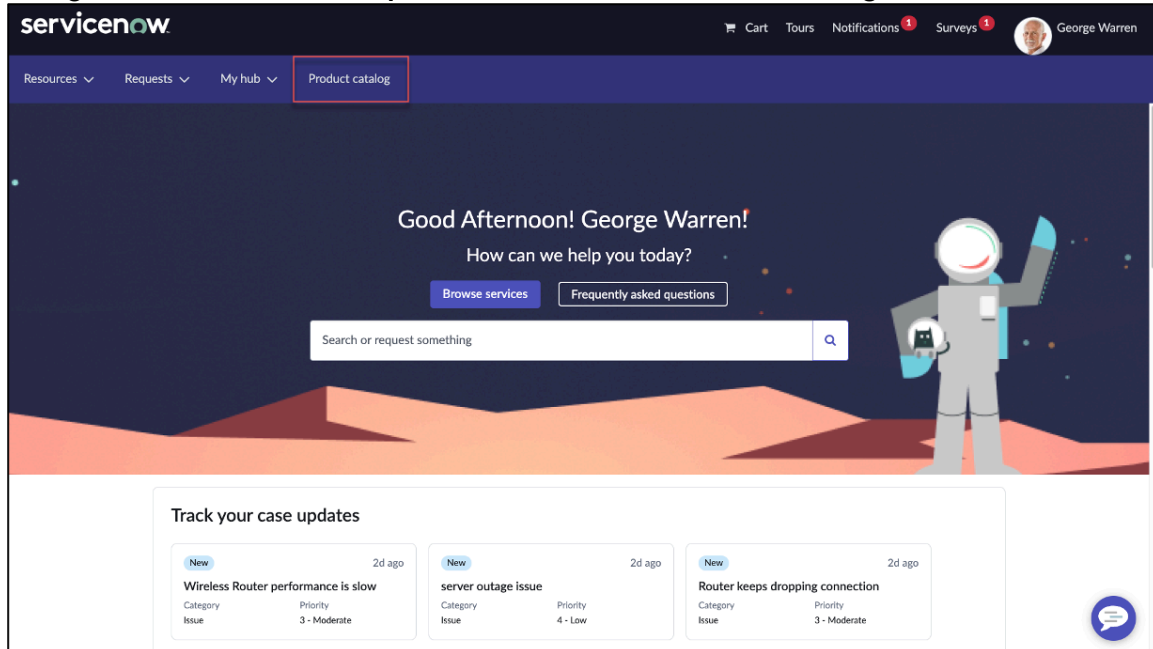 servicenow
Cart Tours Notifications 1 Surveys 1 George Warren
Resources Requests My hub Product catalog
Good Afternoon! George Warren!
How can we help you today?
Browse services Frequently asked questions
Search or request something
Track your case updates
New 2d ago
Wireless Router performance is slow
Category Priority
Issue 3 - Moderate
New 2d ago
server outage issue
Category Priority
Issue 4 - Low
New 2d ago
Router keeps dropping connection
Category Priority
Issue 3 - Moderate